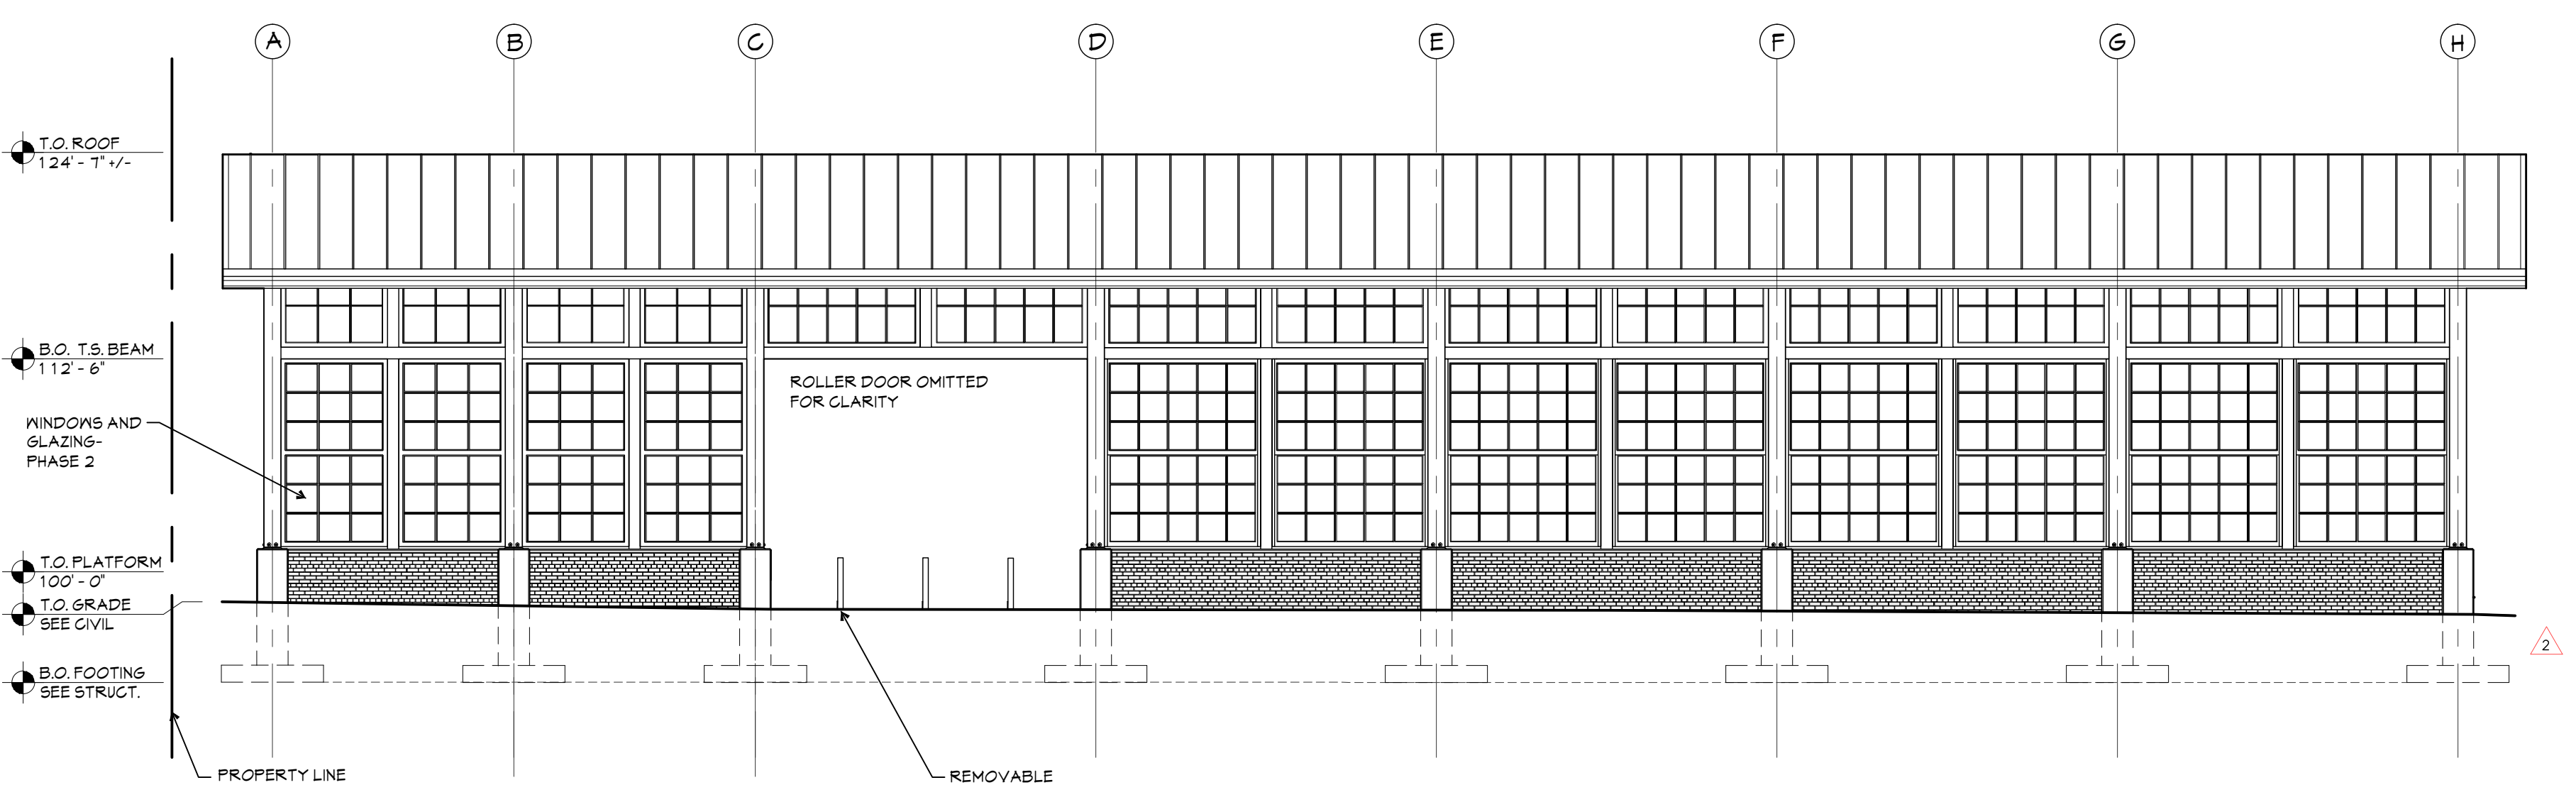 A B C D E F G H
T.O. ROOF
124' - 7" +/-
B.O. T.S. BEAM
112' - 6"
ROLLER DOOR OMITTED
FOR CLARITY
WINDOWS AND
GLAZING-
PHASE 2
T.O. PLATFORM
100' - 0"
T.O. GRADE
SEE CIVIL
2
B.O. FOOTING
SEE STRUCT.
PROPERTY LINE
REMOVABLE